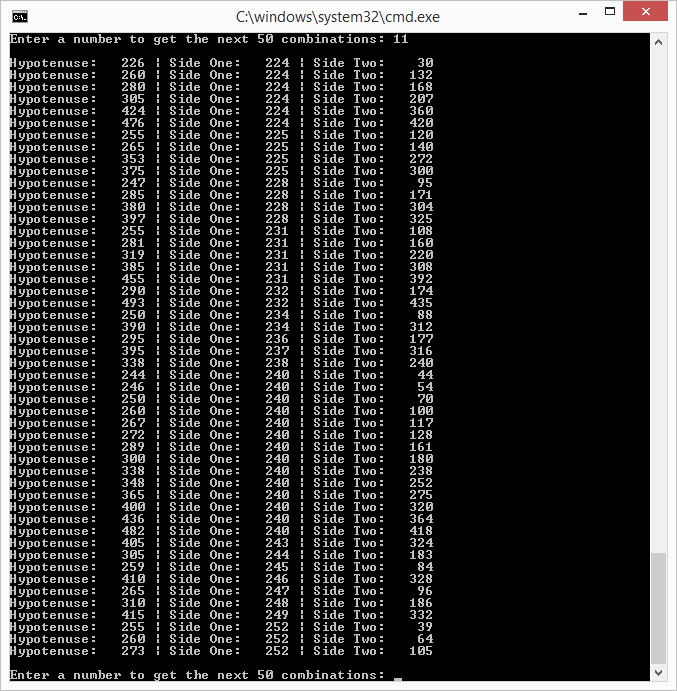 C:\windows\system32\cmd.exe
Enter a number to get the next 50 combinations: 11
Hypotenuse:   226 ¦ Side One:   224 ¦ Side Two:    30
Hypotenuse:   260 ¦ Side One:   224 ¦ Side Two:   132
Hypotenuse:   280 ¦ Side One:   224 ¦ Side Two:   168
Hypotenuse:   305 ¦ Side One:   224 ¦ Side Two:   207
Hypotenuse:   424 ¦ Side One:   224 ¦ Side Two:   360
Hypotenuse:   476 ¦ Side One:   224 ¦ Side Two:   420
Hypotenuse:   255 ¦ Side One:   225 ¦ Side Two:   120
Hypotenuse:   265 ¦ Side One:   225 ¦ Side Two:   140
Hypotenuse:   353 ¦ Side One:   225 ¦ Side Two:   272
Hypotenuse:   375 ¦ Side One:   225 ¦ Side Two:   300
Hypotenuse:   247 ¦ Side One:   228 ¦ Side Two:    95
Hypotenuse:   285 ¦ Side One:   228 ¦ Side Two:   171
Hypotenuse:   380 ¦ Side One:   228 ¦ Side Two:   304
Hypotenuse:   397 ¦ Side One:   228 ¦ Side Two:   325
Hypotenuse:   255 ¦ Side One:   231 ¦ Side Two:   108
Hypotenuse:   281 ¦ Side One:   231 ¦ Side Two:   160
Hypotenuse:   319 ¦ Side One:   231 ¦ Side Two:   220
Hypotenuse:   385 ¦ Side One:   231 ¦ Side Two:   308
Hypotenuse:   455 ¦ Side One:   231 ¦ Side Two:   392
Hypotenuse:   290 ¦ Side One:   232 ¦ Side Two:   174
Hypotenuse:   493 ¦ Side One:   232 ¦ Side Two:   435
Hypotenuse:   250 ¦ Side One:   234 ¦ Side Two:    88
Hypotenuse:   390 ¦ Side One:   234 ¦ Side Two:   312
Hypotenuse:   295 ¦ Side One:   236 ¦ Side Two:   177
Hypotenuse:   395 ¦ Side One:   237 ¦ Side Two:   316
Hypotenuse:   338 ¦ Side One:   238 ¦ Side Two:   240
Hypotenuse:   244 ¦ Side One:   240 ¦ Side Two:    44
Hypotenuse:   246 ¦ Side One:   240 ¦ Side Two:    54
Hypotenuse:   250 ¦ Side One:   240 ¦ Side Two:    70
Hypotenuse:   260 ¦ Side One:   240 ¦ Side Two:   100
Hypotenuse:   267 ¦ Side One:   240 ¦ Side Two:   117
Hypotenuse:   272 ¦ Side One:   240 ¦ Side Two:   128
Hypotenuse:   289 ¦ Side One:   240 ¦ Side Two:   161
Hypotenuse:   300 ¦ Side One:   240 ¦ Side Two:   180
Hypotenuse:   338 ¦ Side One:   240 ¦ Side Two:   238
Hypotenuse:   348 ¦ Side One:   240 ¦ Side Two:   252
Hypotenuse:   365 ¦ Side One:   240 ¦ Side Two:   275
Hypotenuse:   400 ¦ Side One:   240 ¦ Side Two:   320
Hypotenuse:   436 ¦ Side One:   240 ¦ Side Two:   364
Hypotenuse:   482 ¦ Side One:   240 ¦ Side Two:   418
Hypotenuse:   405 ¦ Side One:   243 ¦ Side Two:   324
Hypotenuse:   305 ¦ Side One:   244 ¦ Side Two:   183
Hypotenuse:   259 ¦ Side One:   245 ¦ Side Two:    84
Hypotenuse:   410 ¦ Side One:   246 ¦ Side Two:   328
Hypotenuse:   265 ¦ Side One:   247 ¦ Side Two:    96
Hypotenuse:   310 ¦ Side One:   248 ¦ Side Two:   186
Hypotenuse:   415 ¦ Side One:   249 ¦ Side Two:   332
Hypotenuse:   255 ¦ Side One:   252 ¦ Side Two:    39
Hypotenuse:   260 ¦ Side One:   252 ¦ Side Two:    64
Hypotenuse:   273 ¦ Side One:   252 ¦ Side Two:   105
Enter a number to get the next 50 combinations: _